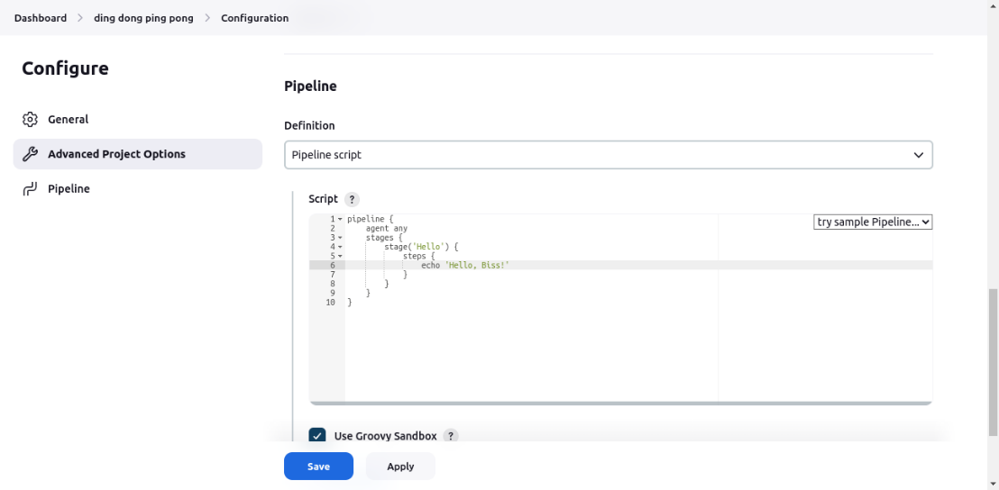 Dashboard > ding dong ping pong > Configuration
Configure
General
Advanced Project Options
Pipeline
Pipeline
Definition
Pipeline script
Script ?
try sample Pipeline...
1 pipeline {
2     agent any
3     stages {
4         stage('Hello') {
5             steps {
6                 echo 'Hello, Biss!'
7             }
8         }
9     }
10 }
Use Groovy Sandbox ?
Save
Apply